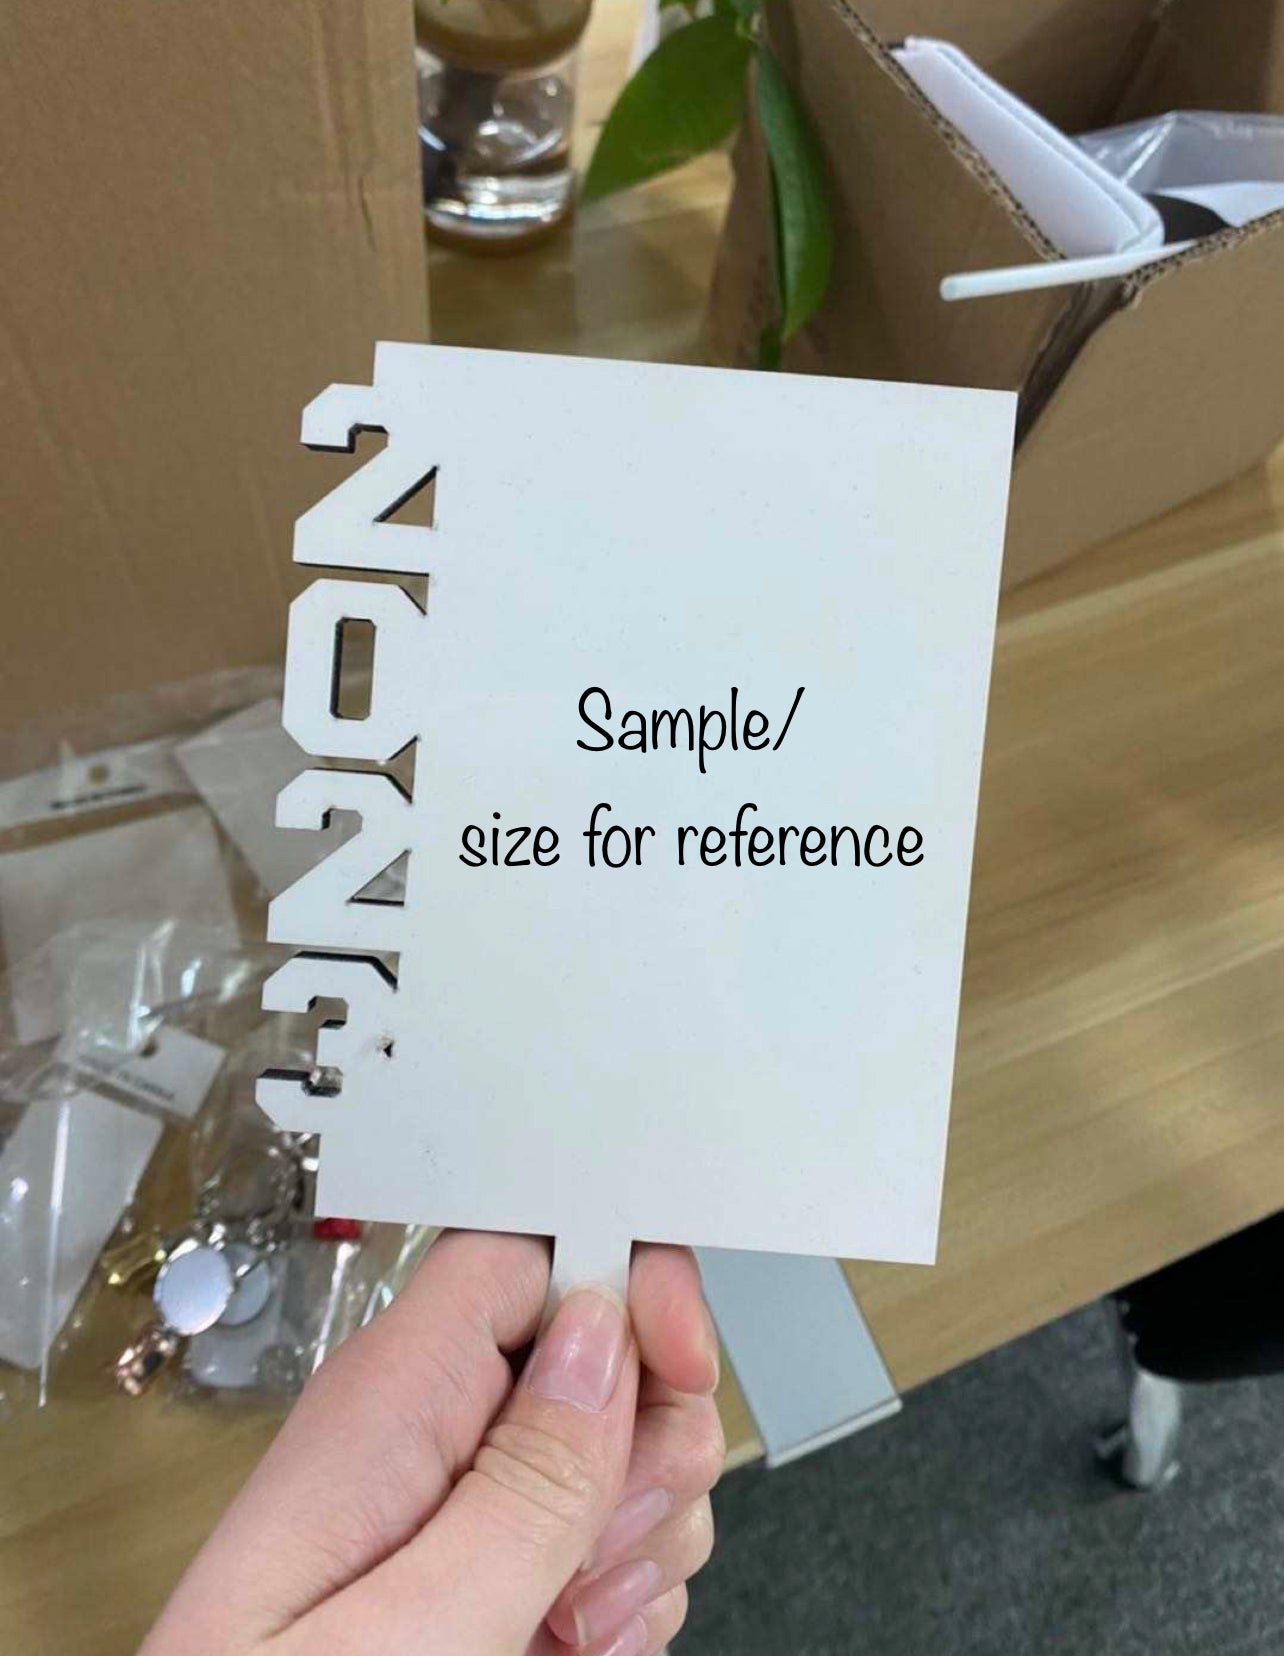 2023
Sample/
size for reference